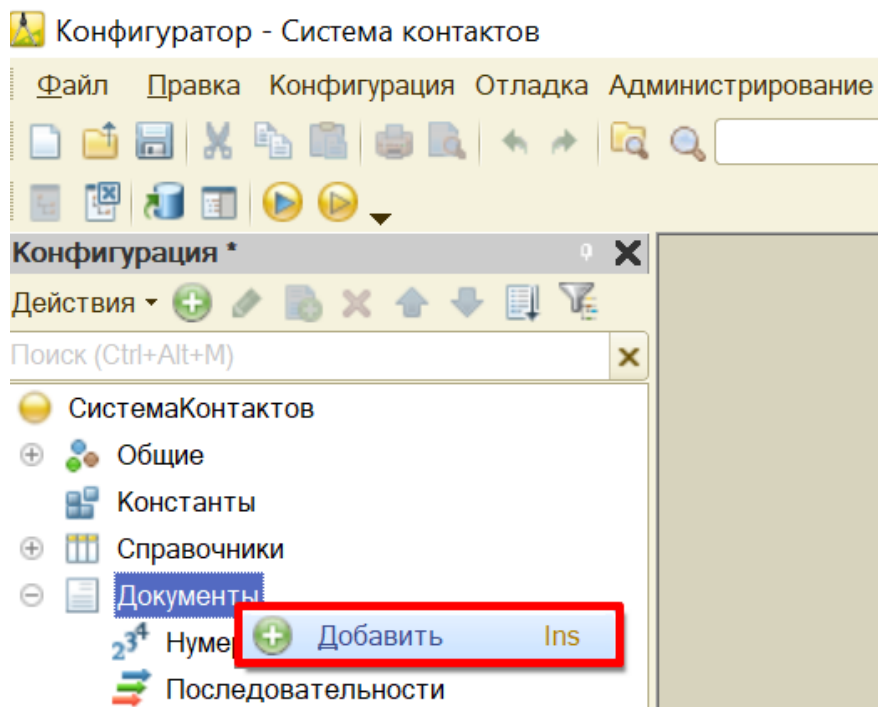 Конфигуратор - Система контактов
Файл Правка Конфигурация Отладка Администрирование
Конфигурация *
Действия
Поиск (Ctrl+Alt+M)
СистемаКонтактов
Общие
Константы
Справочники
Документы
Добавить Ins
Последовательности